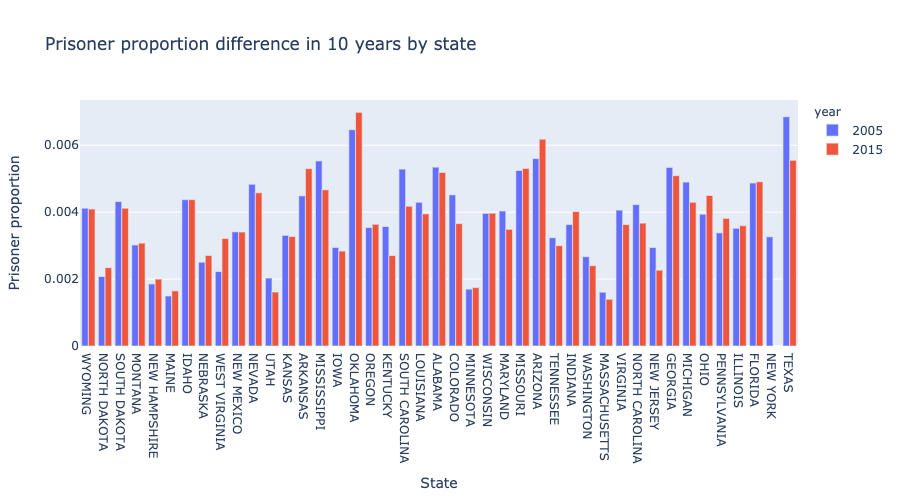 Prisoner proportion difference in 10 years by state
year
2005
2015
Prisoner proportion
0.006
0.004
0.002
0
WYOMING
NORTH DAKOTA
SOUTH DAKOTA
MONTANA
NEW HAMPSHIRE
MAINE
IDAHO
NEBRASKA
WEST VIRGINIA
NEW MEXICO
NEVADA
UTAH
KANSAS
ARKANSAS
MISSISSIPPI
IOWA
OKLAHOMA
OREGON
KENTUCKY
SOUTH CAROLINA
LOUISIANA
ALABAMA
COLORADO
MINNESOTA
WISCONSIN
MARYLAND
MISSOURI
ARIZONA
TENNESSEE
INDIANA
WASHINGTON
MASSACHUSETTS
VIRGINIA
NORTH CAROLINA
NEW JERSEY
GEORGIA
MICHIGAN
OHIO
PENNSYLVANIA
ILLINOIS
FLORIDA
NEW YORK
TEXAS
State